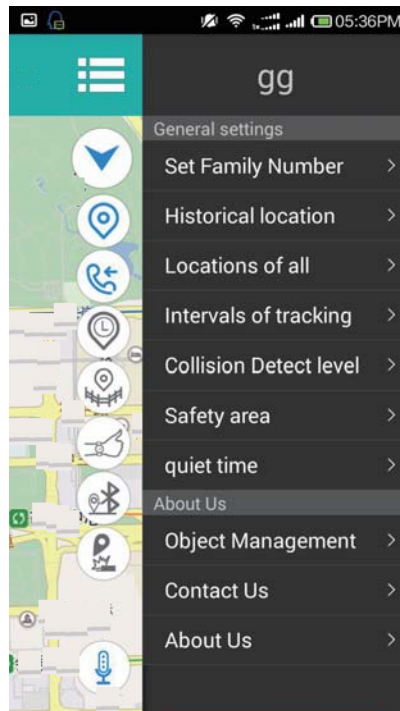 05:36PM
gg
General settings
Set Family Number
Historical location
Locations of all
Intervals of tracking
Collision Detect level
Safety area
quiet time
About Us
Object Management
Contact Us
About Us